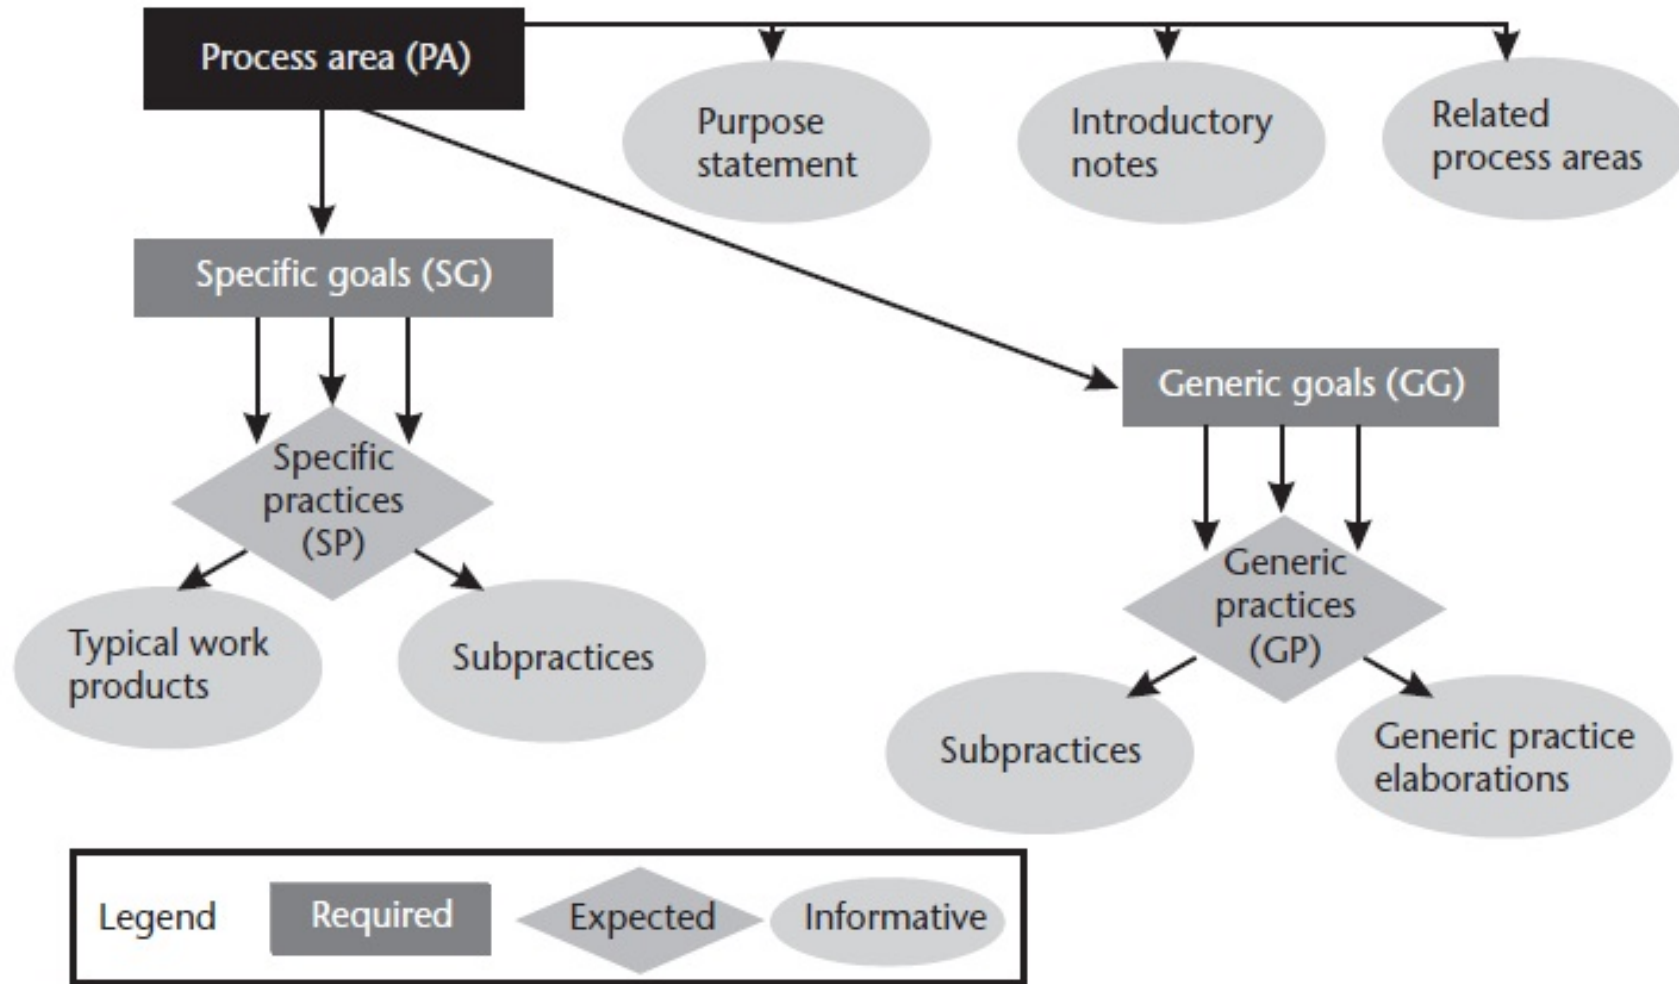 Process area (PA)
Purpose
statement
Introductory
notes
Related
process areas
Specific goals (SG)
Generic goals (GG)
Specific
practices
(SP)
Generic
practices
(GP)
Typical work
products
Subpractices
Subpractices
Generic practice
elaborations
Legend
Required
Expected
Informative